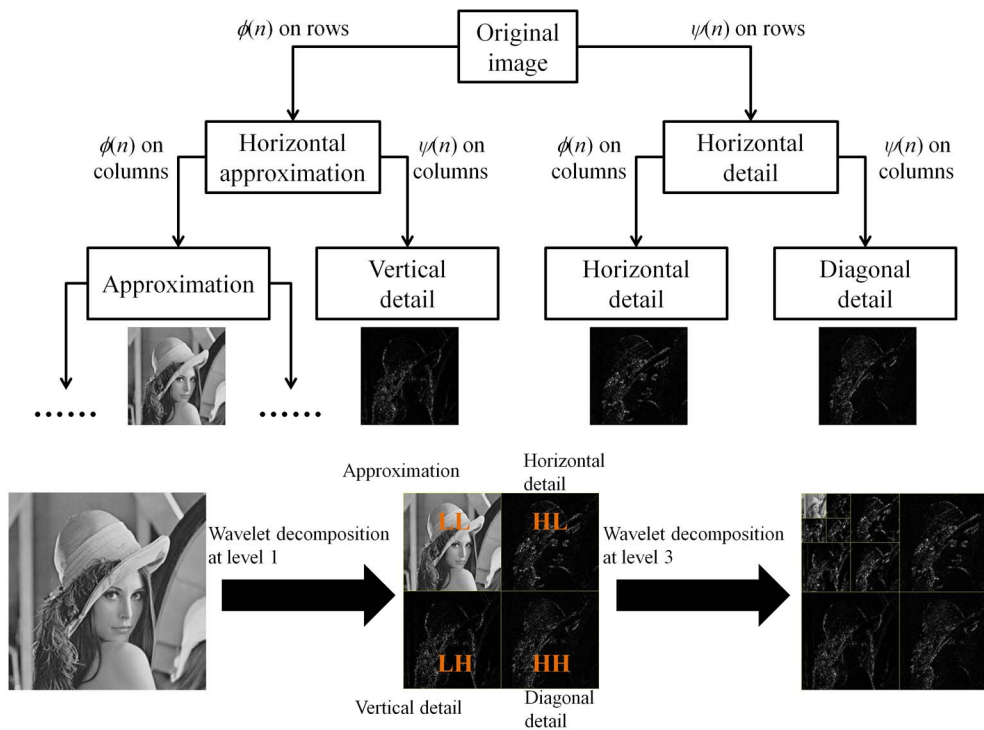 ϕ(n) on rows
Original
image
ψ(n) on rows
ϕ(n) on
columns
Horizontal
approximation
ψ(n) on
columns
ϕ(n) on
columns
Horizontal
detail
ψ(n) on
columns
Approximation
Vertical
detail
Horizontal
detail
Diagonal
detail
......
......
Approximation
Horizontal
detail
Wavelet decomposition
at level 1
LL
HL
LH
HH
Wavelet decomposition
at level 3
Vertical detail
Diagonal
detail